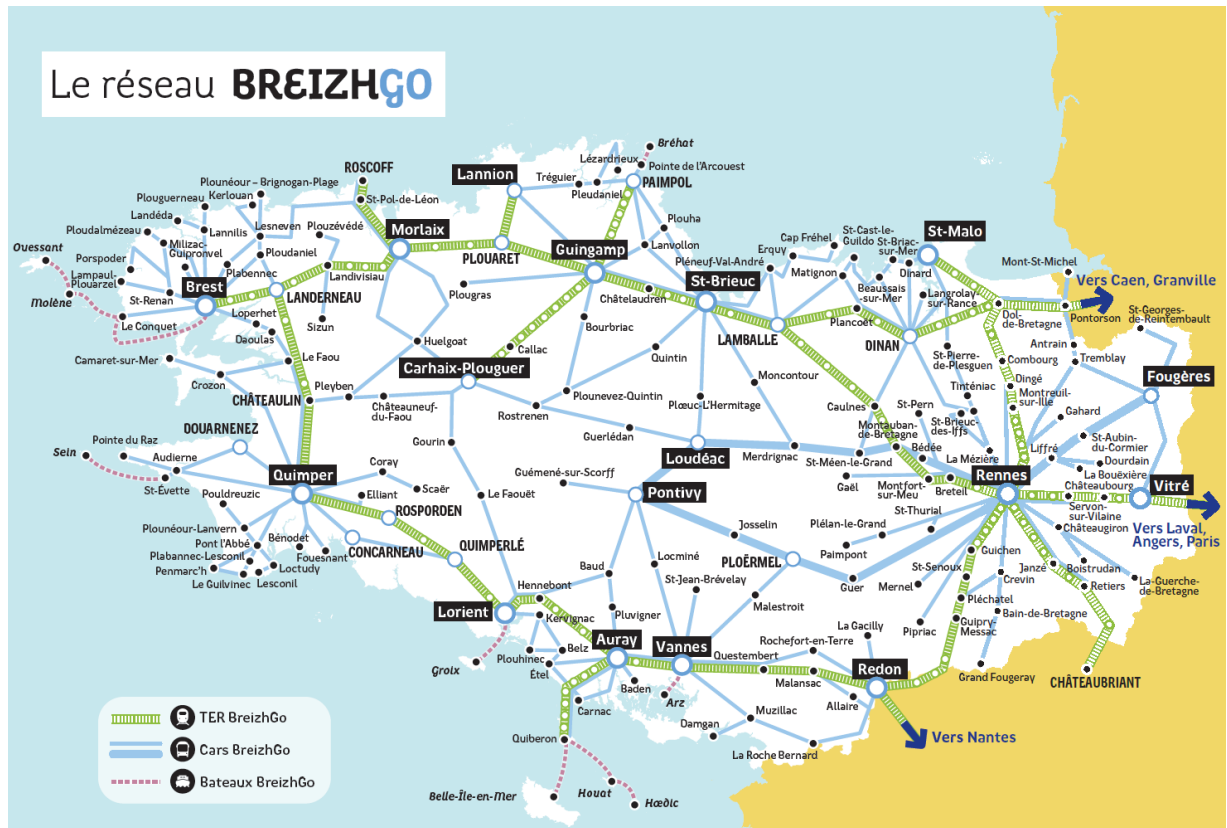 Le réseau BREIZHGO
Bréhat
Lézardrieux
Pointe de l'Arcouest
ROSCOFF
Lannion
Tréguier
Pleudaniel
PAIMPOL
Plounéour – Brignogan-Plage
Plouguerneau
Kerlouan
St-Pol-de-Léon
Landéda
Ploudalmézeau
Lannilis
Lesneven
Plouzévédé
Morlaix
Plouha
Lanvollon
Ouessant
Milizac-
Guipronvel
Ploudaniel
Porspoder
Lampaul-
Plouarzel
Plabennec
Landivisiau
PLOUARET
Guingamp
Pléneuf-Val-André
Erquy
Cap Fréhel
St-Cast-le-
Guildo
St-Briac-
sur-Mer
St-Malo
Dinard
Matignon
Beaussais
-sur-Mer
Langrolay-
sur-Rance
Mont-St-Michel
Vers Caen, Granville
Molène
St-Renan
Brest
LANDERNEAU
Plougras
Châtelaudren
St-Brieuc
Le Conquet
Loperhet
Daoulas
Sizun
Bourbriac
LAMBALLE
Plancoët
DINAN
Dol-
de-Bretagne
Pontorson
St-Georges-
de-Reintembault
Camaret-sur-Mer
Le Faou
Huelgoat
Callac
Quintin
St-Pierre-
de-Plesguen
Combourg
Antrain
Tremblay
Crozon
Pleyben
Carhaix-Plouguer
Moncontour
Tinténiac
Dingé
Montreuil-
sur-Ille
Fougères
CHÂTEAULIN
Châteauneuf-
du-Faou
Rostrenen
Plounevez-Quintin
Plœuc-L'Hermitage
Caulnes
St-Pern
St-Brieuc-
des-Iffs
Gahard
DOUARNENEZ
Gourin
Guerlédan
Montauban-
de-Bretagne
Bédée
La Mézière
Liffré
St-Aubin-
du-Cormier
Sein
Pointe du Raz
Audierne
Loudéac
Merdrignac
St-Méen-le-Grand
Dourdain
La Bouëxière
St-Évette
Quimper
Coray
Guémené-sur-Scorff
Gaël
Montfort-
sur-Meu
Breteil
Rennes
Châteaubourg
Vitré
Pouldreuzic
Elliant
Scaër
Le Faouët
Pontivy
Servon-
sur-Vilaine
Châteaugiron
Vers Laval,
Angers, Paris
Plounéour-Lanvern
ROSPORDEN
Josselin
Plélan-le-Grand
St-Thurial
Pont l'Abbé
Bénodet
CONCARNEAU
QUIMPERLÉ
Paimpont
Guichen
Plabannec-Lesconil
Fouesnant
Locminé
PLOËRMEL
St-Senoux
Janzé
Boistrudan
Penmarc'h
Loctudy
Baud
St-Jean-Brévelay
Guer
Mernel
Crevin
Retiers
La-Guerche-
de-Bretagne
Le Guilvinec
Lesconil
Hennebont
Malestroit
Pléchatel
Lorient
Kervignac
Pluvigner
La Gacilly
Pipriac
Guipry-
Messac
Bain-de-Bretagne
Groix
Plouhinec
Belz
Auray
Vannes
Questembert
Rochefort-en-Terre
Redon
Étel
Baden
Arz
Malansac
Grand Fougeray
CHÂTEAUBRIANT
Carnac
Muzillac
Allaire
Damgan
Quiberon
La Roche Bernard
Vers Nantes
Belle-Île-en-Mer
Houat
Hœdic
TER BreizhGo
Cars BreizhGo
Bateaux BreizhGo